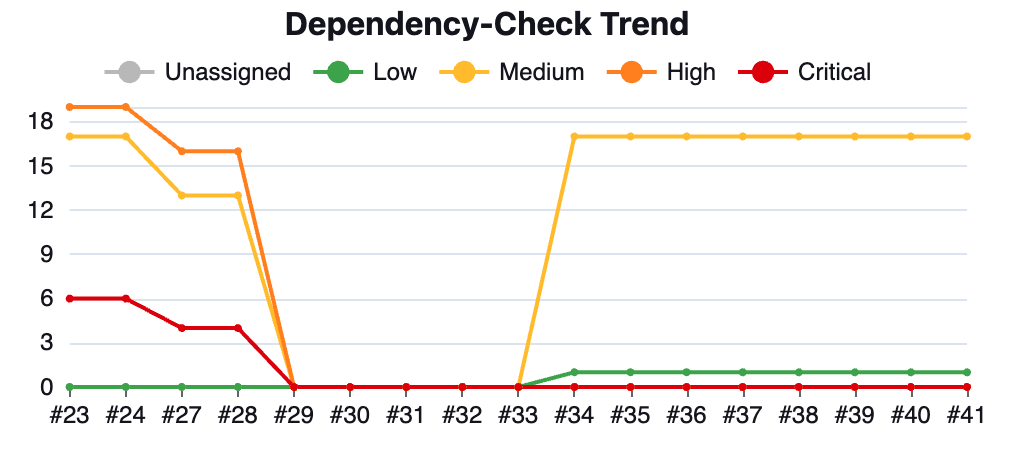 Dependency-Check Trend
Unassigned Low Medium High Critical
18
15
12
9
6
3
0
#23 #24 #27 #28 #29 #30 #31 #32 #33 #34 #35 #36 #37 #38 #39 #40 #41